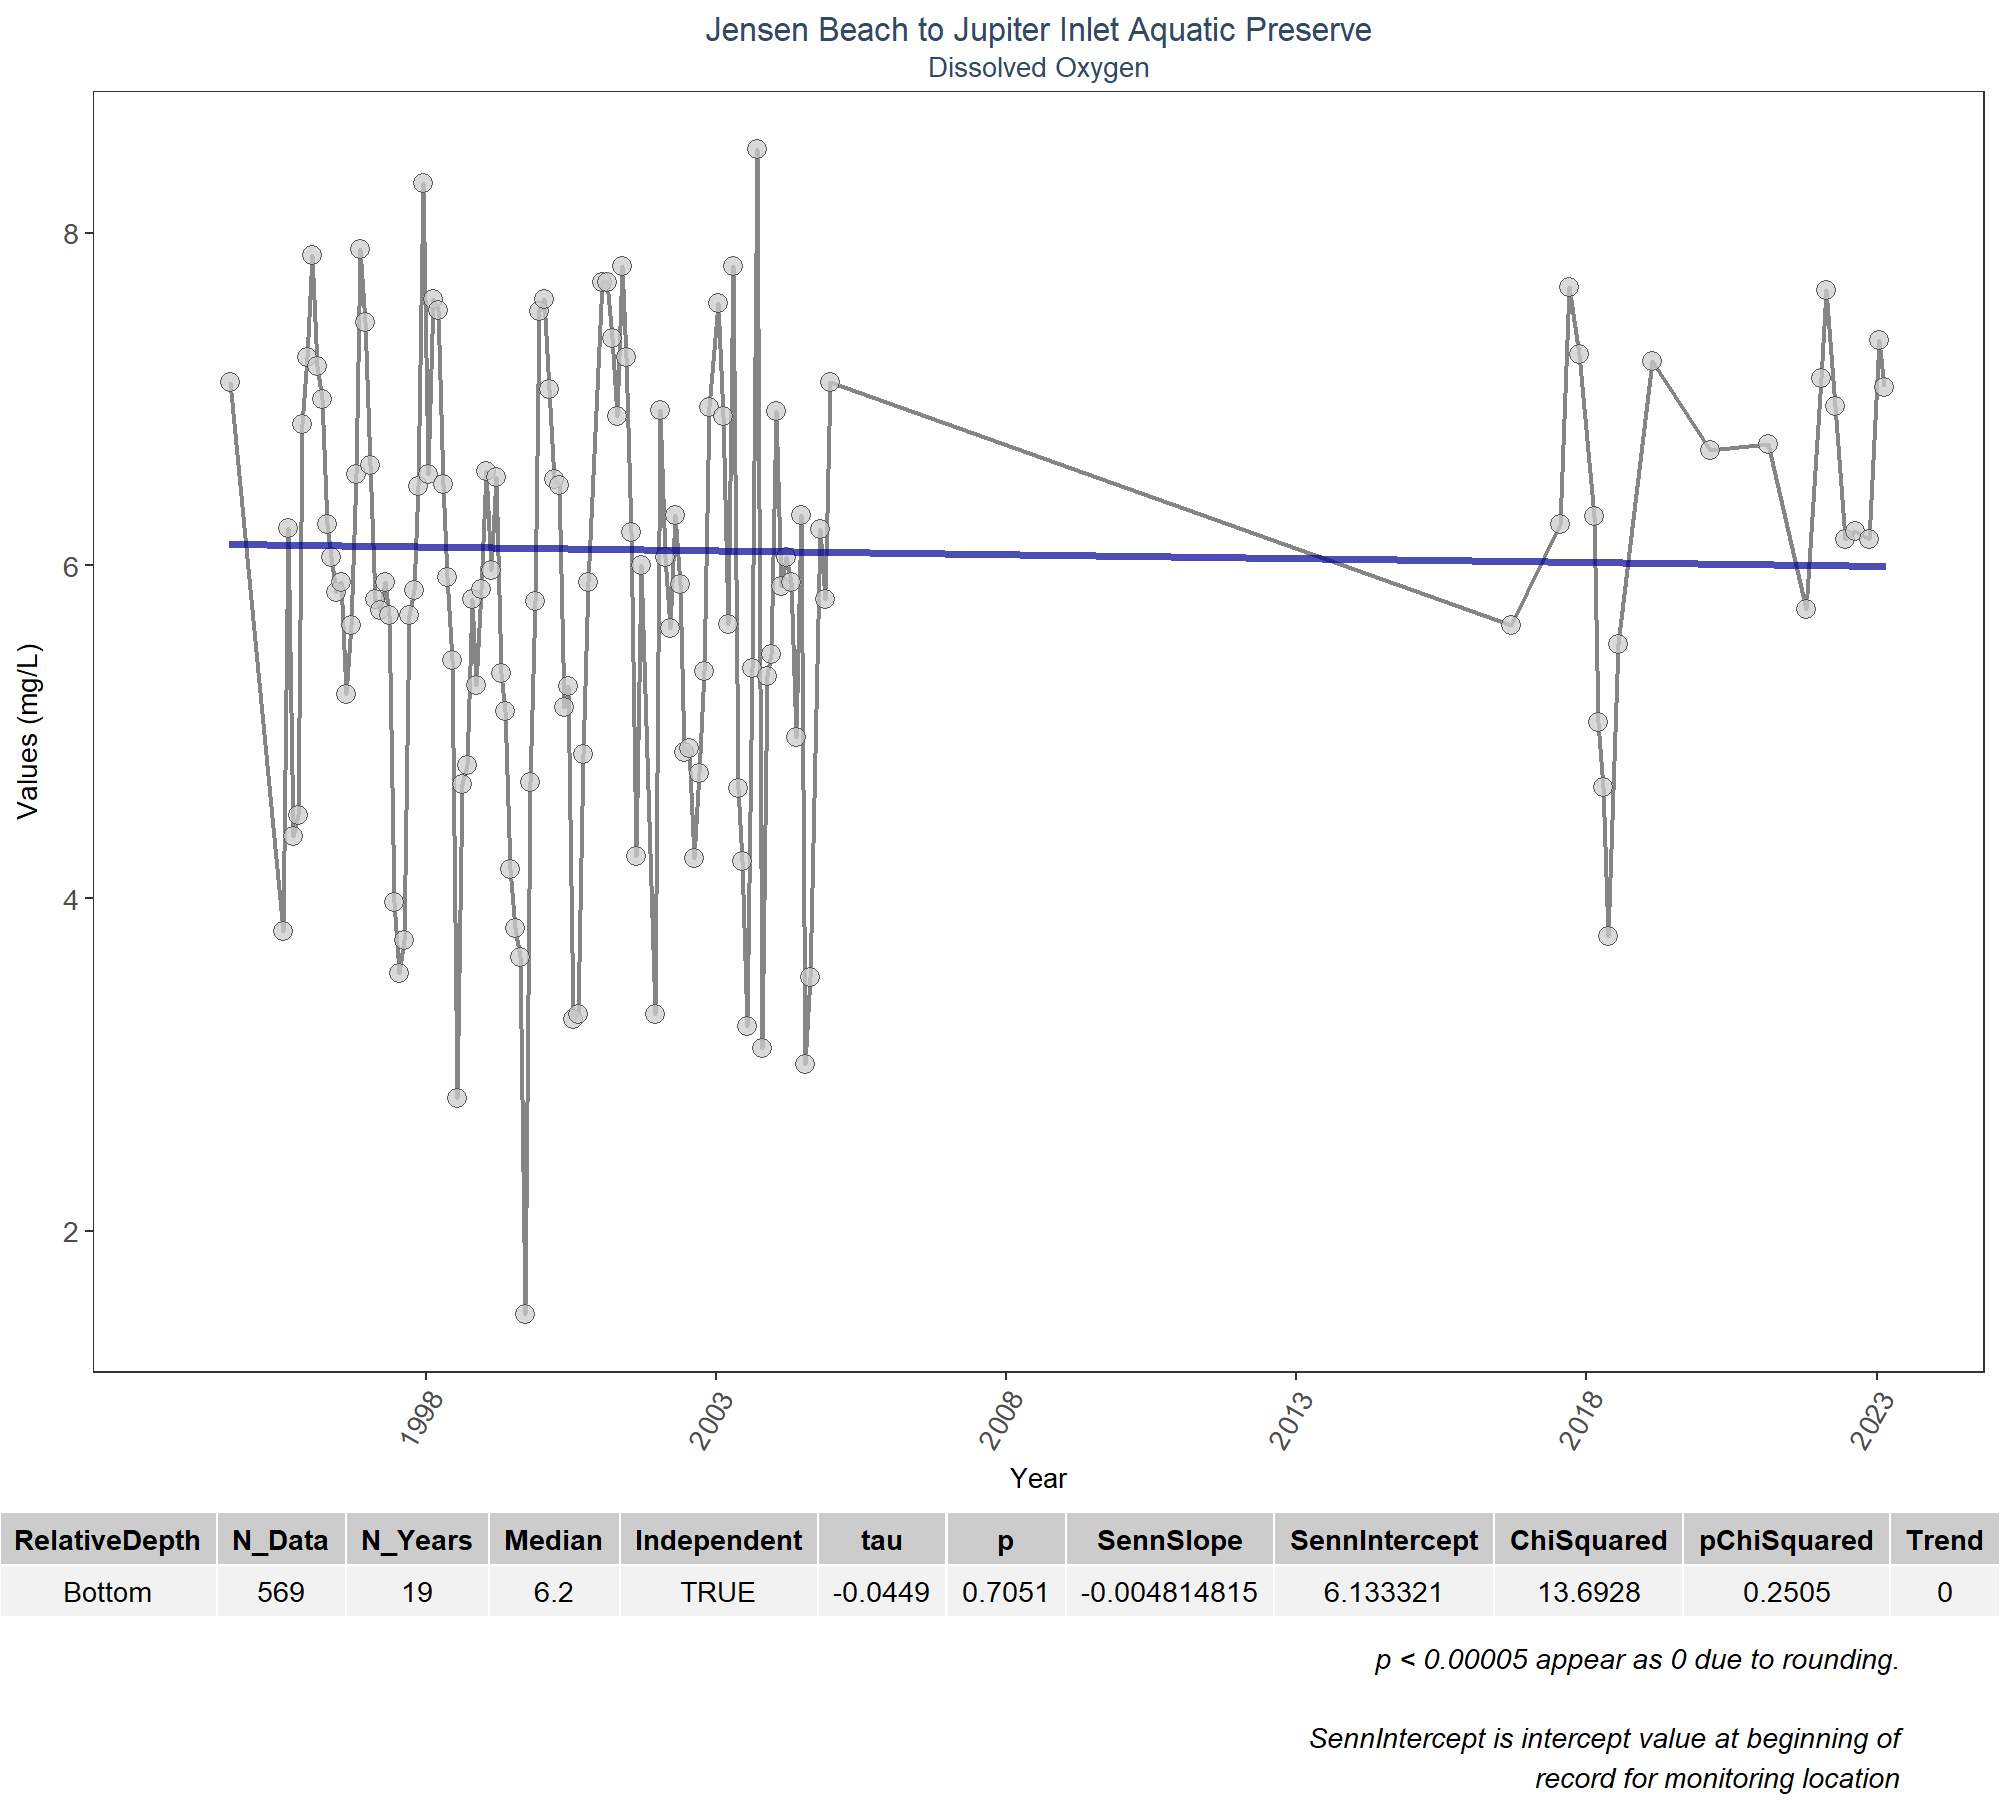 Jensen Beach to Jupiter Inlet Aquatic Preserve
Dissolved Oxygen
Values (mg/L)
8
6
4
2
1998
2003
2008
2013
2018
2023
Year
RelativeDepth N_Data N_Years Median Independent tau p SennSlope SennIntercept ChiSquared pChiSquared Trend
Bottom 569 19 6.2 TRUE -0.0449 0.7051 -0.004814815 6.133321 13.6928 0.2505 0
p < 0.00005 appear as 0 due to rounding.
SennIntercept is intercept value at beginning of
record for monitoring location